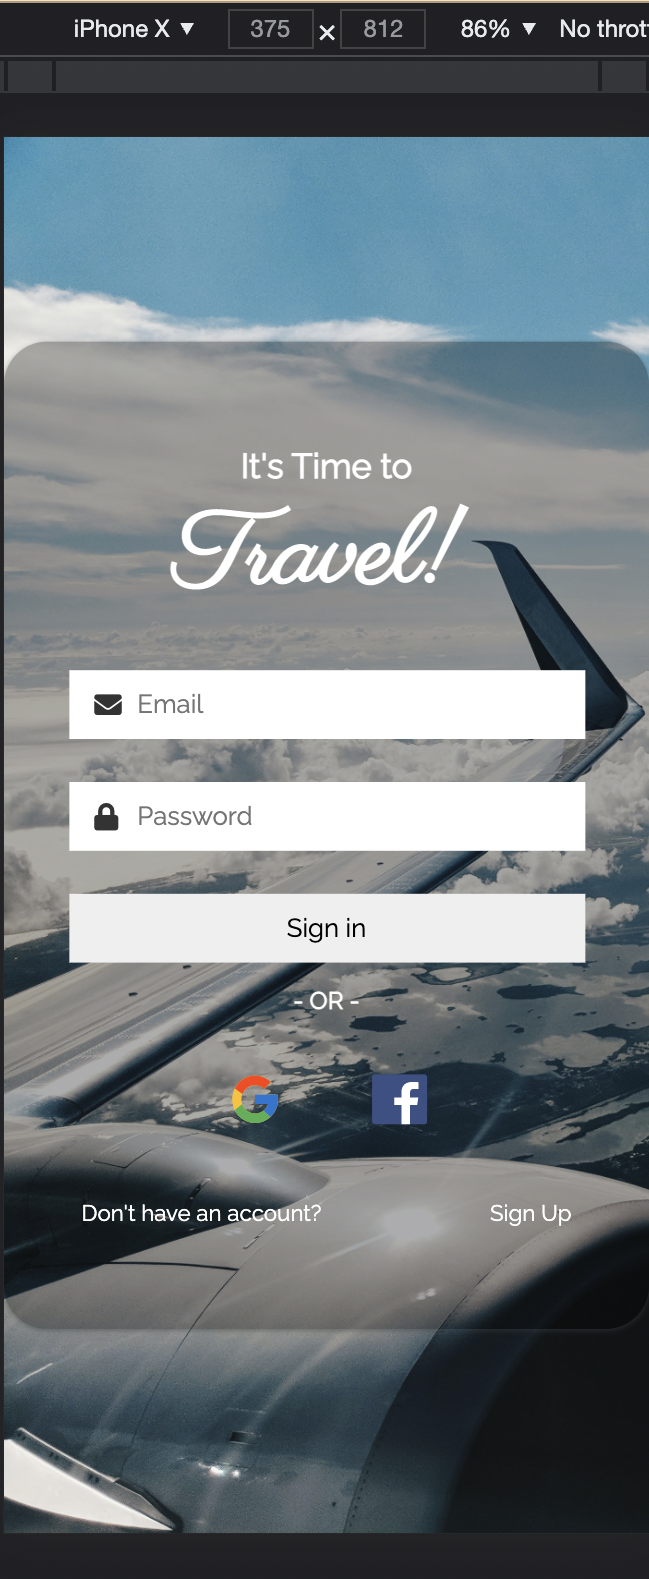 iPhone X ▼ 375 × 812 86% ▼ No thrott
It's Time to
Travel!
Email
Password
Sign in
- OR -
Don't have an account? Sign Up